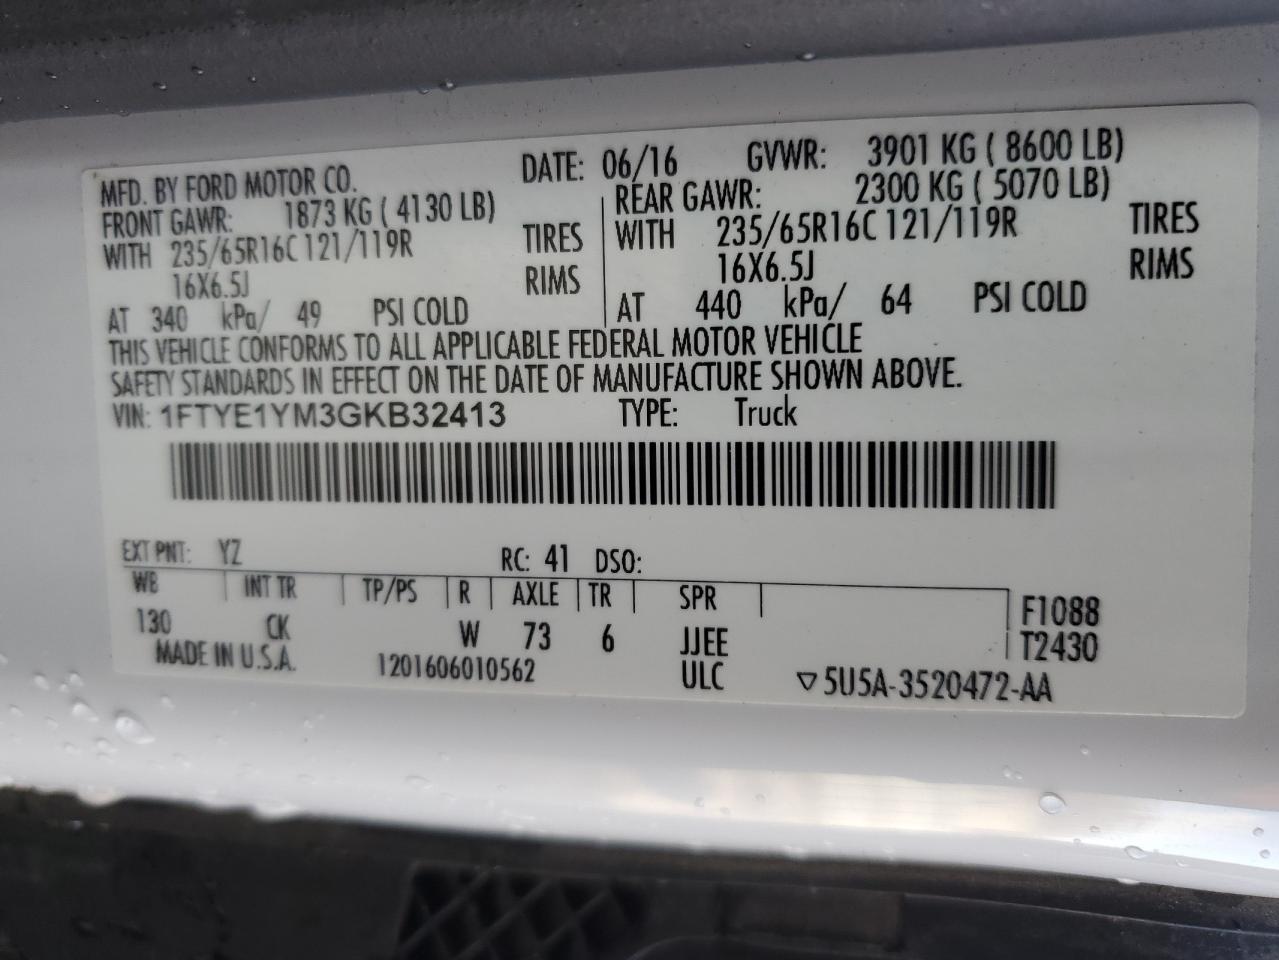 MFD. BY FORD MOTOR CO. DATE: 06/16 GVWR: 3901 KG ( 8600 LB)
FRONT GAWR: 1873 KG ( 4130 LB) REAR GAWR: 2300 KG ( 5070 LB)
WITH 235/65R16C 121/119R TIRES WITH 235/65R16C 121/119R TIRES
16X6.5J RIMS 16X6.5J RIMS
AT 340 kPa/ 49 PSI COLD AT 440 kPa/ 64 PSI COLD
THIS VEHICLE CONFORMS TO ALL APPLICABLE FEDERAL MOTOR VEHICLE
SAFETY STANDARDS IN EFFECT ON THE DATE OF MANUFACTURE SHOWN ABOVE.
VIN: 1FTYE1YM3GKB32413 TYPE: Truck
EXT PNT: YZ RC: 41 DSO:
WB INT TR TP/PS R AXLE TR SPR F1088
130 CK W 73 6 JJEE T2430
MADE IN U.S.A. 1201606010562 ULC ▽5U5A-3520472-AA